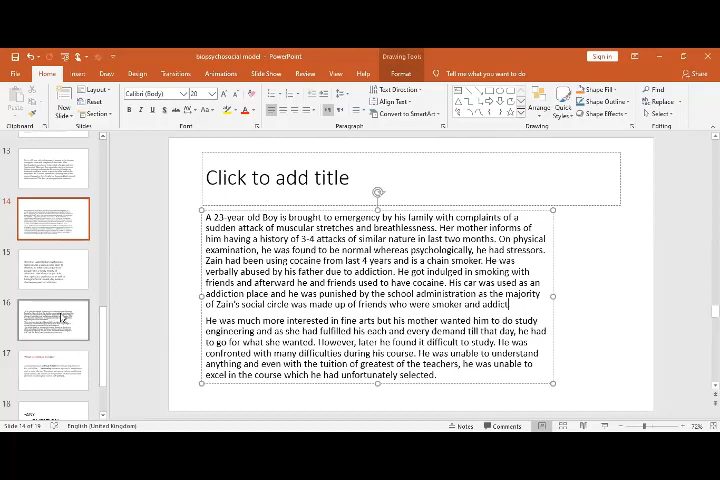 biopsychosocial model - PowerPoint
Drawing Tools
Sign in
File Home Insert Draw Design Transitions Animations Slide Show Review View Help Format Tell me what you want to do Share
Paste
New Slide
Layout
Reset
Section
Calibri (Body) 20
Text Direction
Align Text
Convert to SmartArt
Arrange
Quick Styles
Shape Fill
Shape Outline
Shape Effects
Find
Replace
Select
Clipboard Slides Font Paragraph Drawing Editing
13
14
15
16
17
18
Click to add title
A 23-year old Boy is brought to emergency by his family with complaints of a
sudden attack of muscular stretches and breathlessness. Her mother informs of
him having a history of 3-4 attacks of similar nature in last two months. On physical
examination, he was found to be normal whereas psychologically, he had stressors.
Zain had been using cocaine from last 4 years and is a chain smoker. He was
verbally abused by his father due to addiction. He got indulged in smoking with
friends and afterward he and friends used to have cocaine. His car was used as an
addiction place and he was punished by the school administration as the majority
of Zain's social circle was made up of friends who were smoker and addict
He was much more interested in fine arts but his mother wanted him to do study
engineering and as she had fulfilled his each and every demand till that day, he had
to go for what she wanted. However, later he found it difficult to study. He was
confronted with many difficulties during his course. He was unable to understand
anything and even with the tuition of greatest of the teachers, he was unable to
excel in the course which he had unfortunately selected.
Slide 14 of 19 English (United Kingdom) Notes Comments 72%